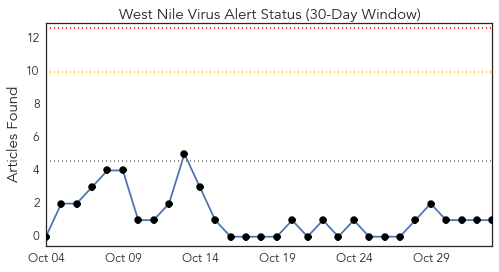 West Nile Virus Alert Status (30-Day Window)
Articles Found
12
10
8
6
4
2
0
Oct 04 Oct 09 Oct 14 Oct 19 Oct 24 Oct 29